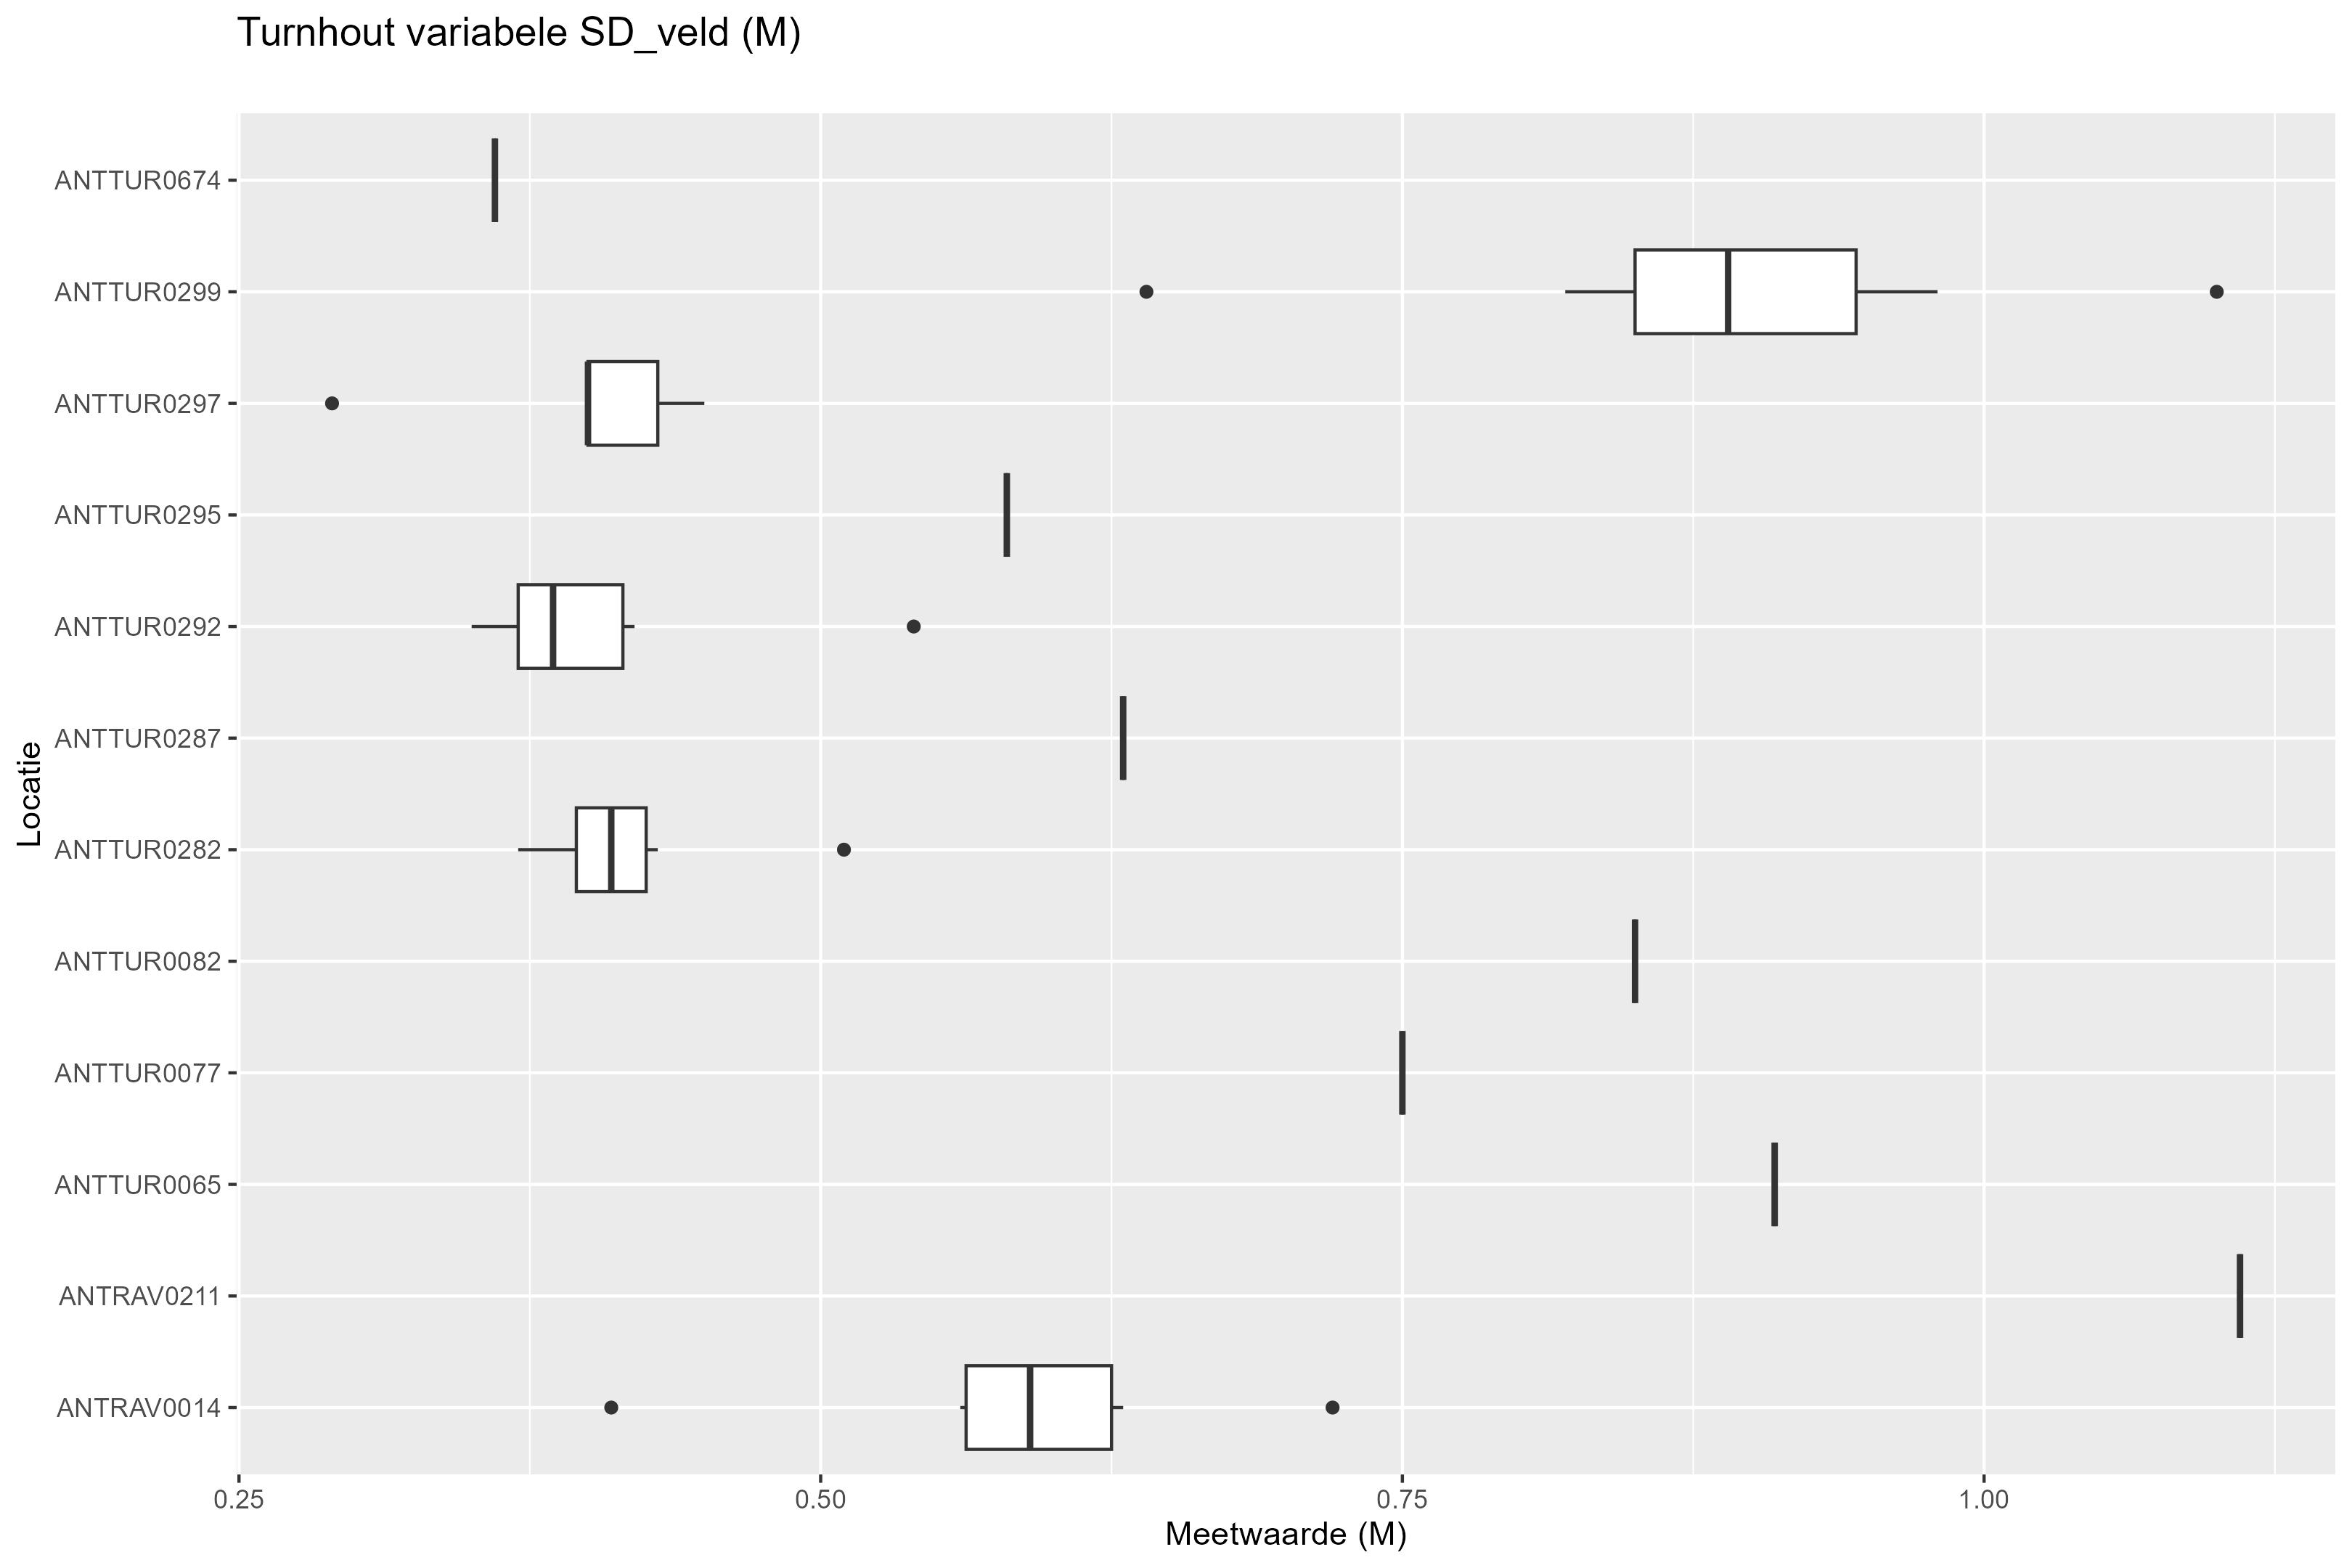 Turnhout variabele SD_veld (M)
ANTTUR0674
ANTTUR0299
ANTTUR0297
ANTTUR0295
ANTTUR0292
ANTTUR0287
ANTTUR0282
ANTTUR0082
ANTTUR0077
ANTTUR0065
ANTRAV0211
ANTRAV0014
Locatie
0.25 0.50 0.75 1.00
Meetwaarde (M)